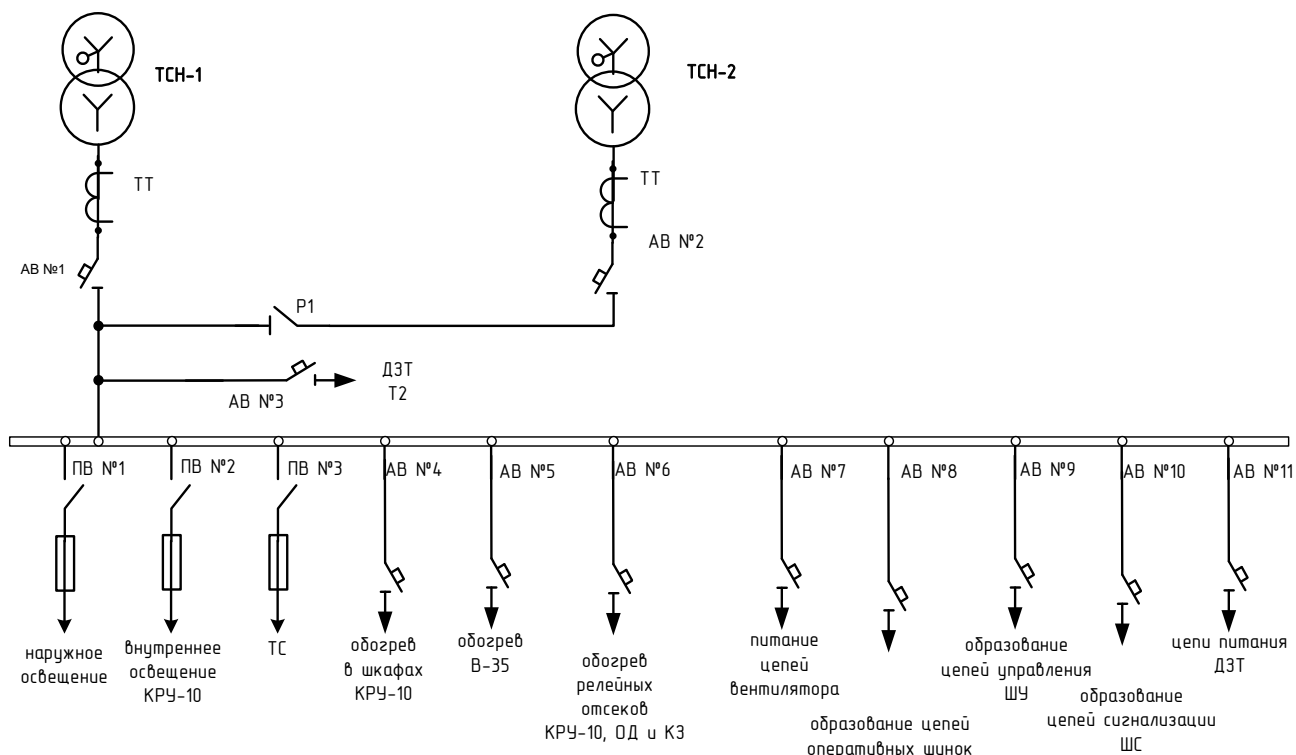 ТСН-1
ТСН-2
ТТ
ТТ
АВ №2
АВ №1
Р1
ДЗТ
Т2
АВ №3
ПВ №1
ПВ №2
ПВ №3
АВ №4
АВ №5
АВ №6
АВ №7
АВ №8
АВ №9
АВ №10
АВ №11
наружное
освещение
внутреннее
освещение
КРУ-10
ТС
обогрев
в шкафах
КРУ-10
обогрев
В-35
обогрев
релейных
отсеков
КРУ-10, ОД и КЗ
питание
цепей
вентилятора
образование цепей
оперативных шинок
образование
цепей управления
ШУ
образование
цепей сигнализации
ШС
цепи питания
ДЗТ